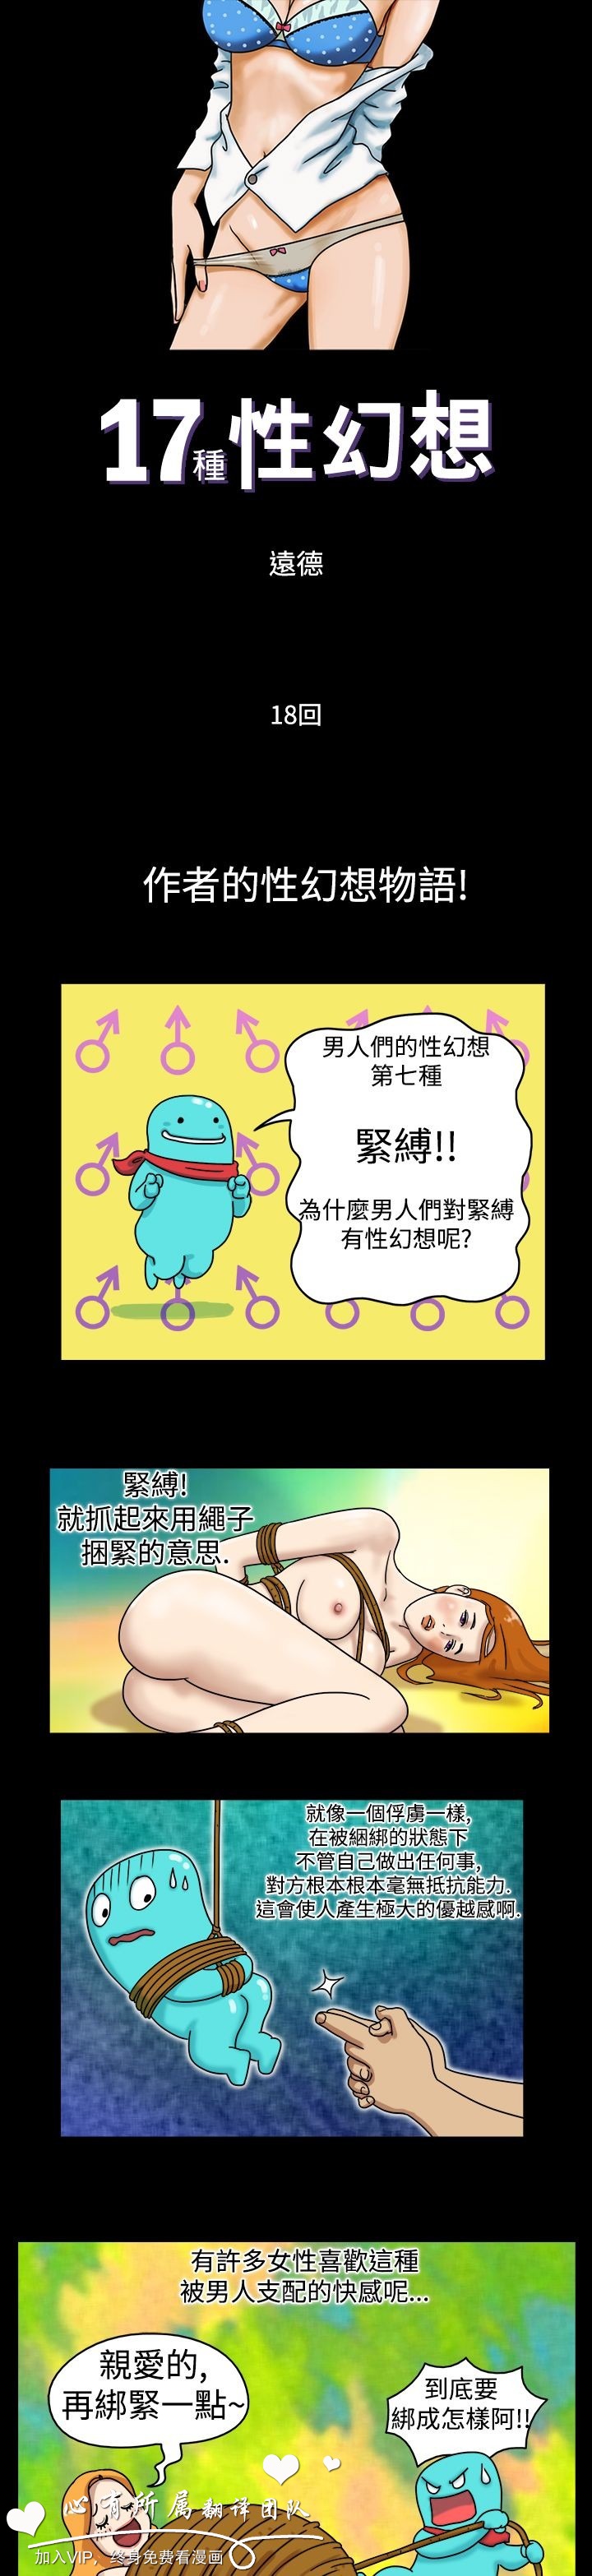 17種性幻想
遠德
18回
作者的性幻想物語!
男人們的性幻想
第七種
緊縛!!
為什麼男人們對緊縛
有性幻想呢?
緊縛!
就抓起來用繩子
捆緊的意思.
就像一個俘虜一樣,
在被綑綁的狀態下
不管自己做出任何事,
對方根本根本毫無抵抗能力.
這會使人產生極大的優越感啊.
有許多女性喜歡這種
被男人支配的快感呢...
親愛的,
再綁緊一點~
到底要
綁成怎樣阿!!
心有所属翻译团队
加入VIP，终身免费看漫画